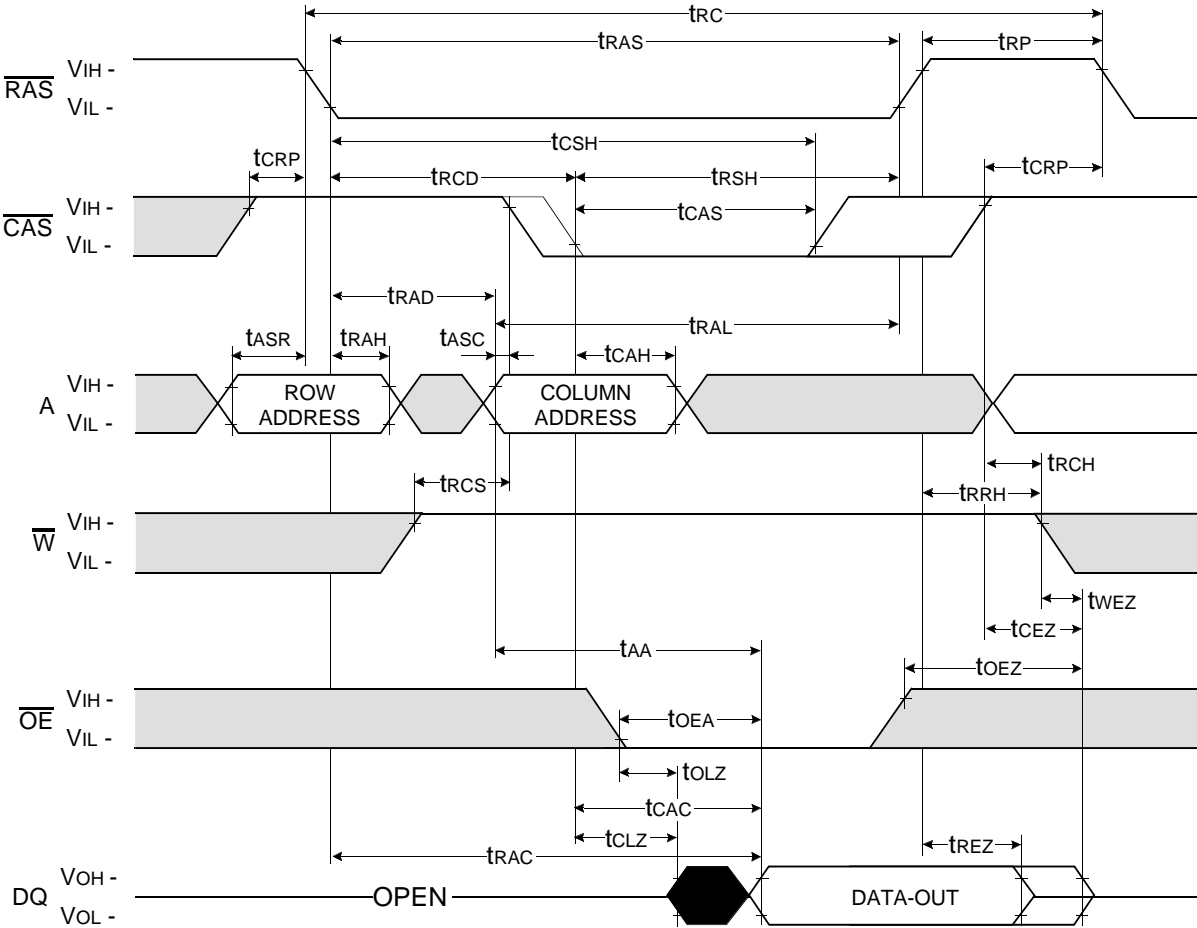 tRC
tRAS
tRP
RAS
VIH -
VIL -
tCSH
tCRP
tRCD
tRSH
tCRP
CAS
VIH -
VIL -
tCAS
tRAD
tRAL
tASR
tRAH
tASC
tCAH
A
VIH -
VIL -
ROW
ADDRESS
COLUMN
ADDRESS
tRCH
tRCS
tRRH
W
VIH -
VIL -
tWEZ
tCEZ
tAA
tOEZ
OE
VIH -
VIL -
tOEA
tOLZ
tCAC
tCLZ
tREZ
tRAC
DQ
VOH -
VOL -
OPEN
DATA-OUT